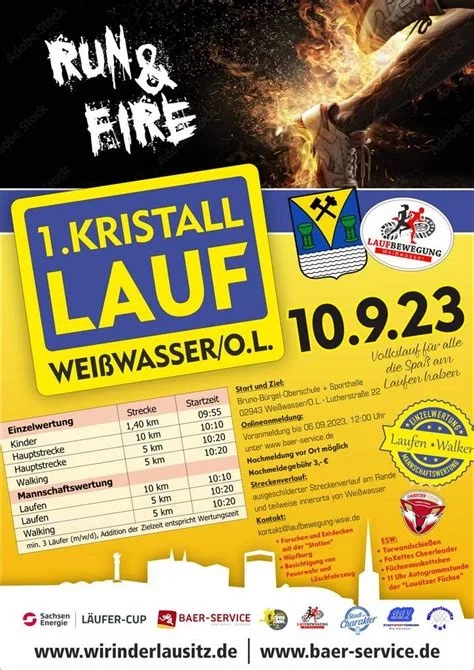 RUN &
FIRE
1.KRISTALL
LAUF
WEIßWASSER/O.L.
LAUFBEWEGUNG
Weißwasser
10.9.23
Volkslauf für alle
die Spaß am
Laufen haben
Strecke Startzeit
Einzelwertung
Kinder 1,40 km 09:55
Hauptstrecke 10 km 10:10
Hauptstrecke 5 km 10:20
Walking 5 km 10:20
Mannschaftswertung
Laufen 10 km 10:10
Laufen 5 km 10:20
Walking 5 km 10:20
min. 3 Läufer (m/w/d), Addition der Zielzeit entspricht Wertungszeit
Start und Ziel:
Bruno-Bürgel-Oberschule + Sporthalle
02943 Weißwasser/O.L. · Lutherstraße 22
Onlineanmeldung:
Voranmeldung bis 06.09.2023, 12:00 Uhr
unter www.baer-service.de
Nachmeldung vor Ort möglich
Nachmeldegebühr 3,- €
Streckenverlauf:
ausgeschilderter Streckenverlauf am Rande
und teilweise innerorts von Weißwasser
Kontakt:
kontakt@laufbewegung-wsw.de
EINZELWERTUNG
Laufen · Walker
MANNSCHAFTSWERTUNG
• Forschen und Entdecken
mit der "Station"
• Hüpfburg
• Besichtigung von
Feuerwehr und
Löschfahrzeug
ESW:
• Torwandschießen
• FoXettes Cheerleader
• Füchsemaskottchen
• 11 Uhr Autogrammstunde
der "Lausitzer Füchse"
Sachsen
Energie
LÄUFER-CUP
BAER-SERVICE
LAUFBEWEGUNG
Stadt
Charakter
www.wirinderlausitz.de
www.baer-service.de